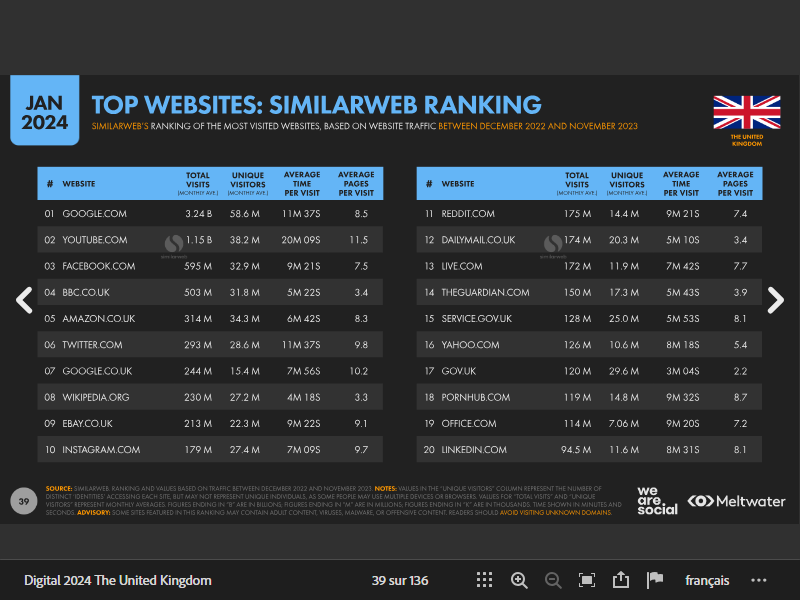 JAN
2024
TOP WEBSITES: SIMILARWEB RANKING
SIMILARWEB'S RANKING OF THE MOST VISITED WEBSITES, BASED ON WEBSITE TRAFFIC BETWEEN DECEMBER 2022 AND NOVEMBER 2023
THE UNITED
KINGDOM
# WEBSITE TOTAL VISITS (MONTHLY AVE.) UNIQUE VISITORS (MONTHLY AVE.) AVERAGE TIME PER VISIT AVERAGE PAGES PER VISIT
01 GOOGLE.COM 3.24 B 58.6 M 11M 37S 8.5
02 YOUTUBE.COM 1.15 B 38.2 M 20M 09S 11.5
03 FACEBOOK.COM 595 M 32.9 M 9M 21S 7.5
04 BBC.CO.UK 503 M 31.8 M 5M 22S 3.4
05 AMAZON.CO.UK 314 M 34.3 M 6M 42S 8.3
06 TWITTER.COM 293 M 28.6 M 11M 37S 9.8
07 GOOGLE.CO.UK 244 M 15.4 M 7M 56S 10.2
08 WIKIPEDIA.ORG 230 M 27.2 M 4M 18S 3.3
09 EBAY.CO.UK 213 M 22.3 M 9M 22S 9.1
10 INSTAGRAM.COM 179 M 27.4 M 7M 09S 9.7
# WEBSITE TOTAL VISITS (MONTHLY AVE.) UNIQUE VISITORS (MONTHLY AVE.) AVERAGE TIME PER VISIT AVERAGE PAGES PER VISIT
11 REDDIT.COM 175 M 14.4 M 9M 21S 7.4
12 DAILYMAIL.CO.UK 174 M 20.3 M 5M 10S 3.4
13 LIVE.COM 172 M 11.9 M 7M 42S 7.7
14 THEGUARDIAN.COM 150 M 17.3 M 5M 43S 3.9
15 SERVICE.GOV.UK 128 M 25.0 M 5M 53S 8.1
16 YAHOO.COM 126 M 10.6 M 8M 18S 5.4
17 GOV.UK 120 M 29.6 M 3M 04S 2.2
18 PORNHUB.COM 119 M 14.8 M 9M 32S 8.7
19 OFFICE.COM 114 M 7.06 M 9M 20S 7.2
20 LINKEDIN.COM 94.5 M 11.6 M 8M 31S 8.1
39
SOURCE: SIMILARWEB. RANKING AND VALUES BASED ON TRAFFIC BETWEEN DECEMBER 2022 AND NOVEMBER 2023. NOTES: VALUES IN THE "UNIQUE VISITORS" COLUMN REPRESENT THE NUMBER OF
DISTINCT 'IDENTITIES' ACCESSING EACH SITE, BUT MAY NOT REPRESENT UNIQUE INDIVIDUALS, AS SOME PEOPLE MAY USE MULTIPLE DEVICES OR BROWSERS. VALUES FOR "TOTAL VISITS" AND "UNIQUE
VISITORS" REPRESENT MONTHLY AVERAGES. FIGURES ENDING IN "B" ARE IN BILLIONS; FIGURES ENDING IN "M" ARE IN MILLIONS; FIGURES ENDING IN "K" ARE IN THOUSANDS. TIME SHOWN IN MINUTES AND
SECONDS. ADVISORY: SOME SITES FEATURED IN THIS RANKING MAY CONTAIN ADULT CONTENT, VIRUSES, MALWARE, OR OFFENSIVE CONTENT. READERS SHOULD AVOID VISITING UNKNOWN DOMAINS.
we
are.
social
Meltwater
Digital 2024 The United Kingdom
39 sur 136
français